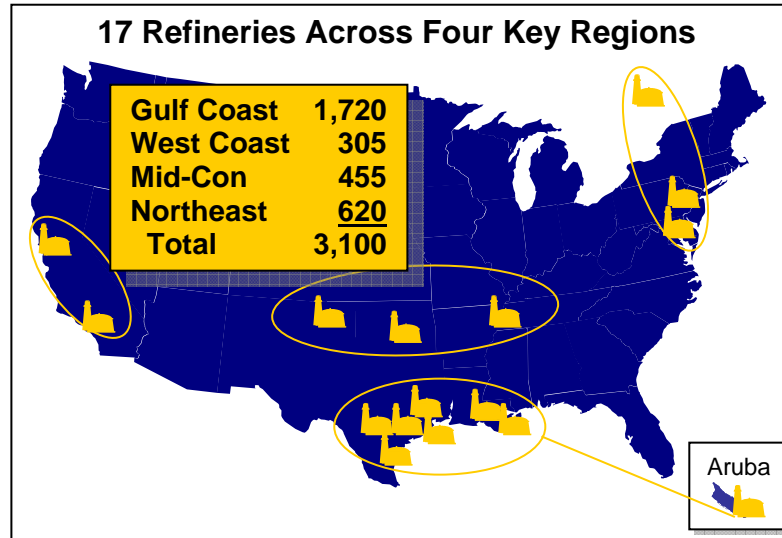 17 Refineries Across Four Key Regions
Gulf Coast 1,720
West Coast 305
Mid-Con 455
Northeast 620
Total 3,100
Aruba